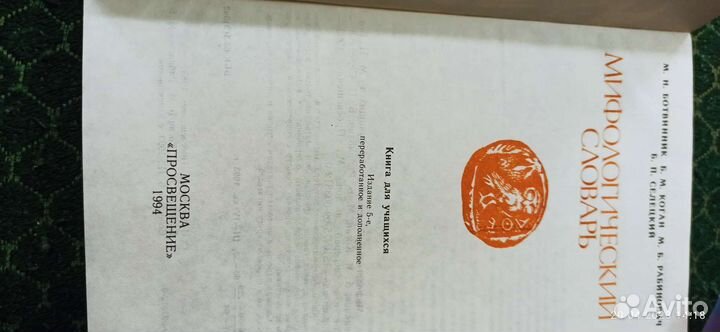 М. Н. БОТВИННИК Б. М. КОГАН М. Б. РАБИНОВИЧ
Б. П. СЕЛЕЦКИЙ
МИФОЛОГИЧЕСКИЙ
СЛОВАРЬ
Книга для учащихся
Издание 5-е,
переработанное и дополненное
МОСКВА
«ПРОСВЕЩЕНИЕ»
1994
Avito